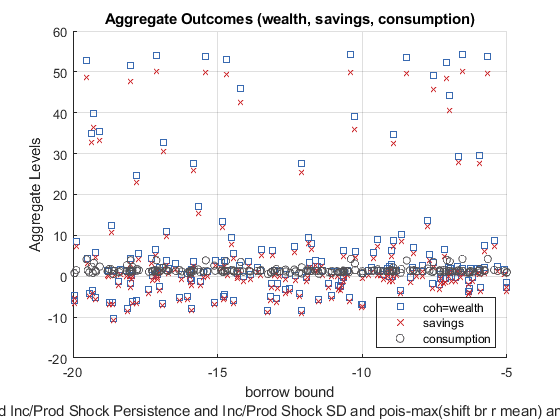 Aggregate Outcomes (wealth, savings, consumption)
60
50
40
30
20
10
0
-10
-20
Aggregate Levels
coh=wealth
savings
consumption
-20
-15
-10
-5
borrow bound
d Inc/Prod Shock Persistence and Inc/Prod Shock SD and pois-max(shift br r mean) ar